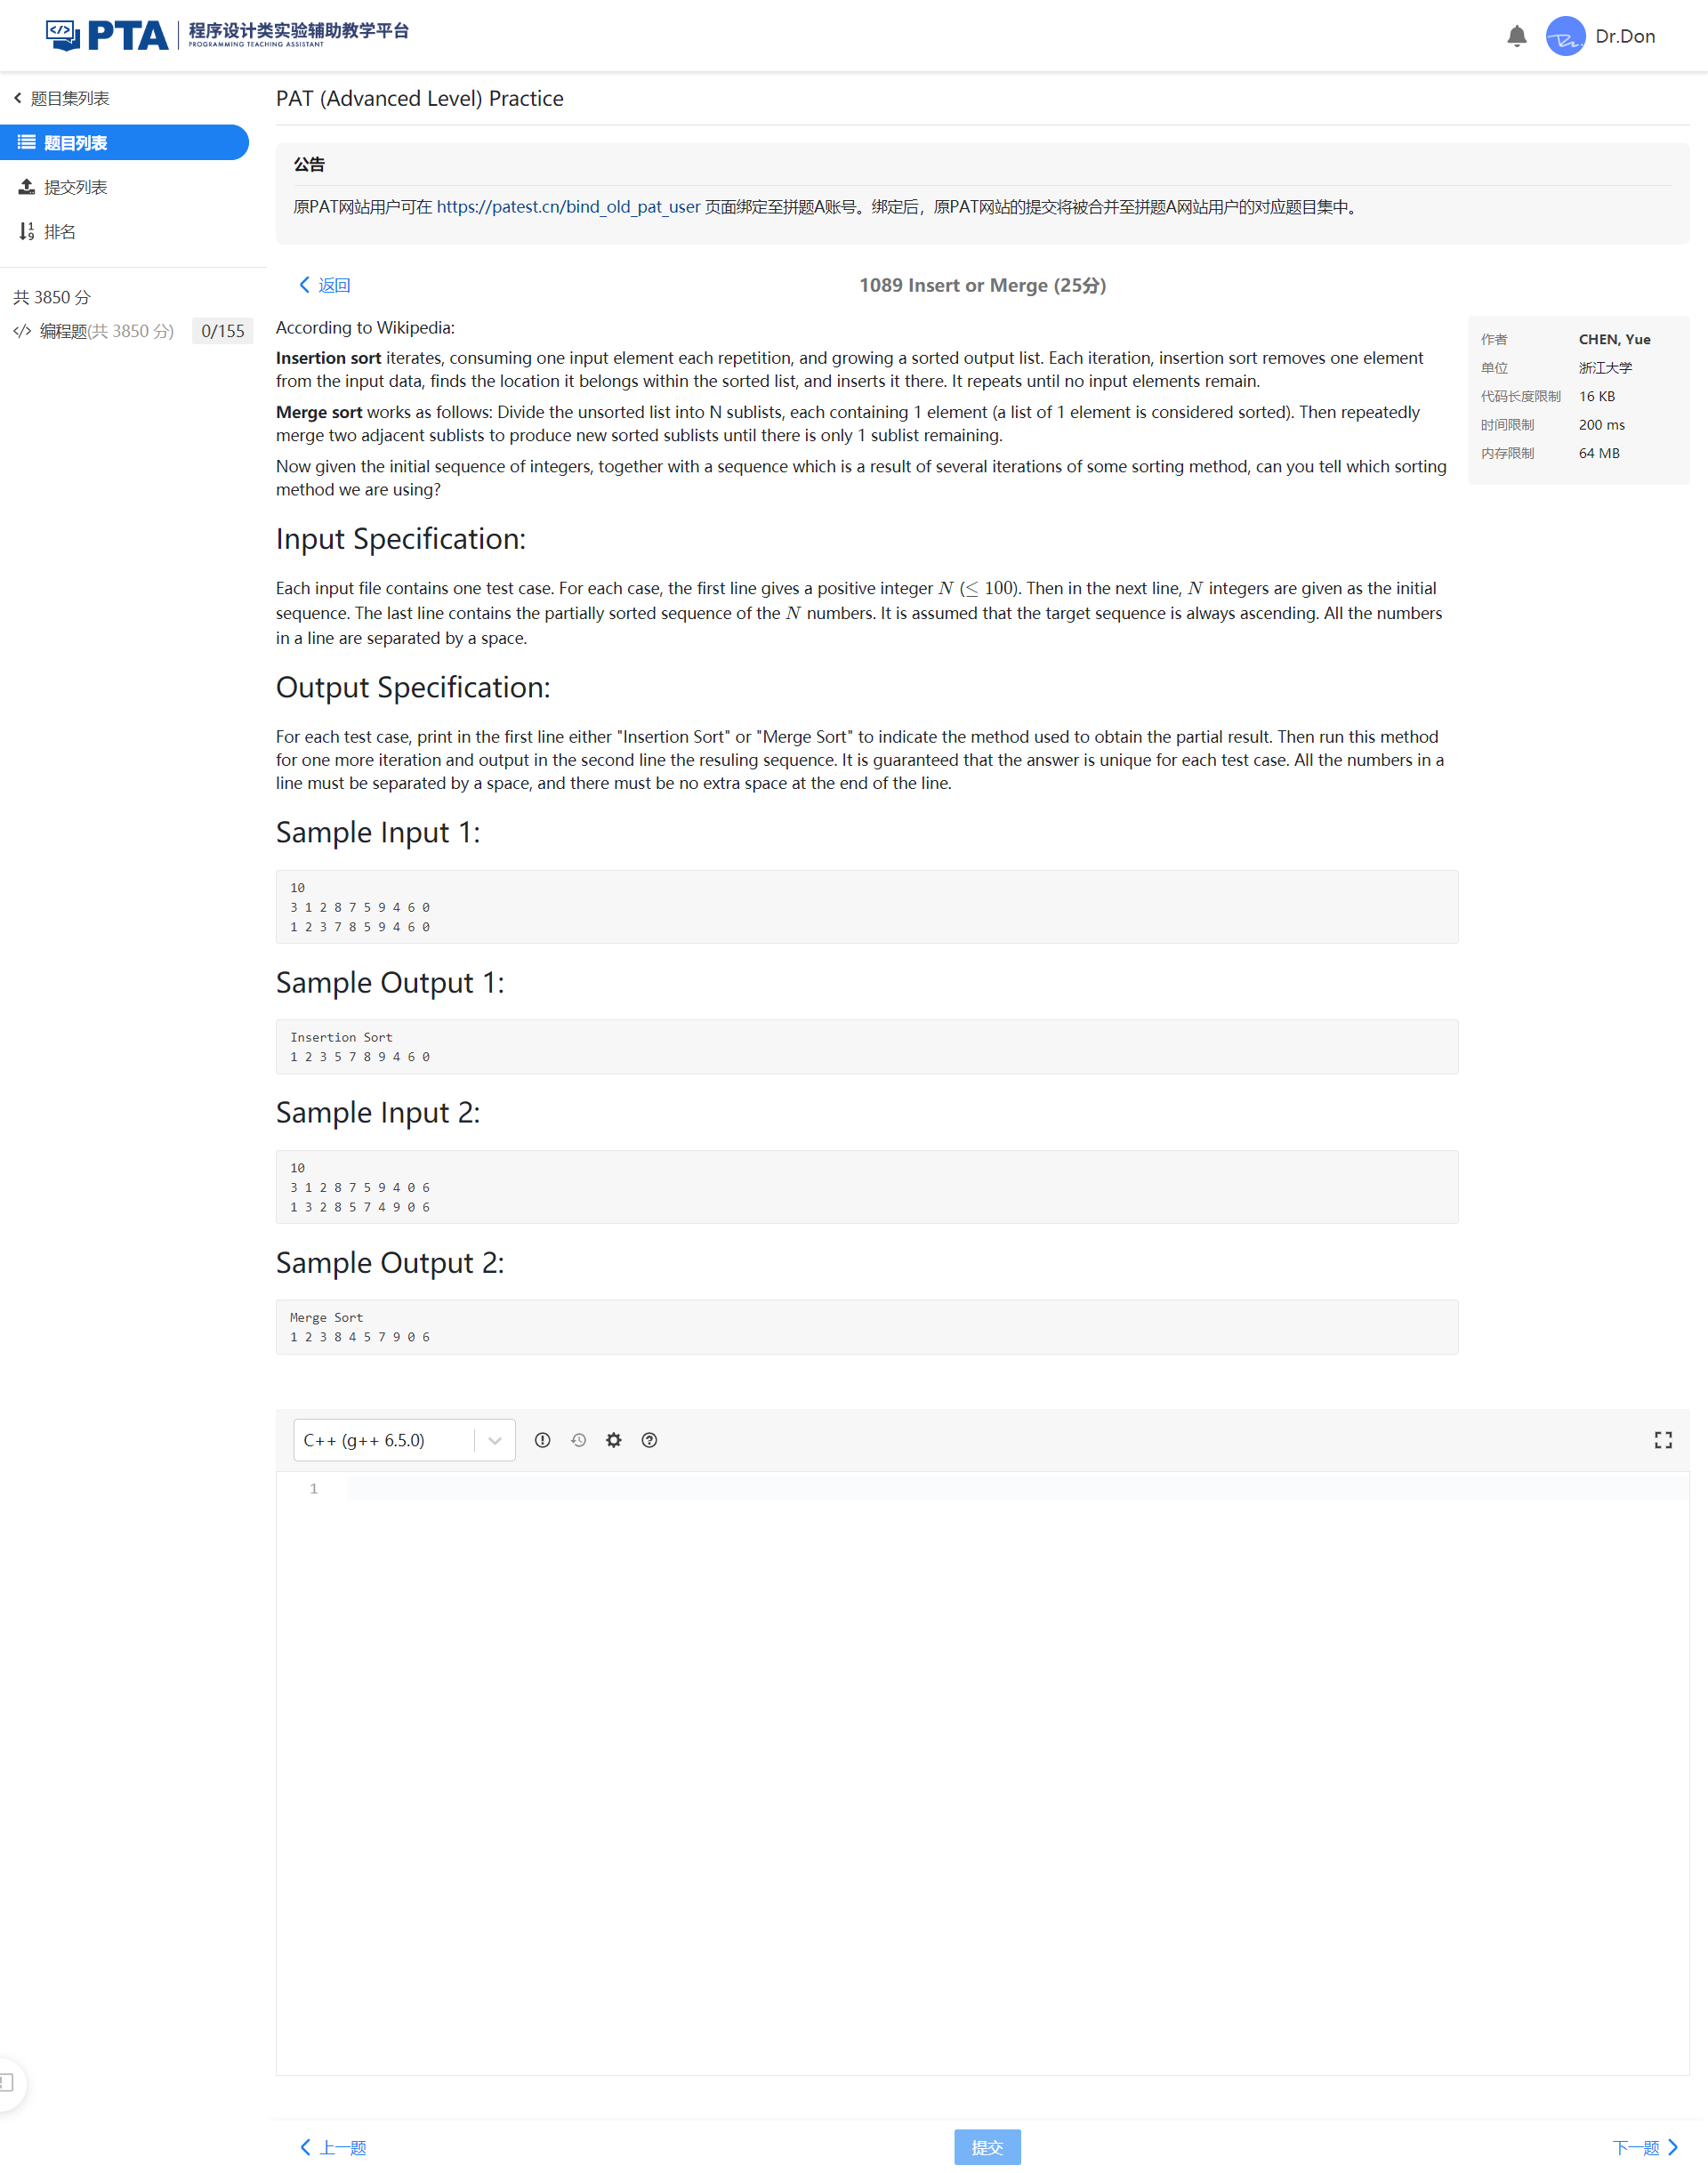 PTA 程序设计类实验辅助教学平台
PROGRAMMING TEACHING ASSISTANT
Dr.Don
题目集列表
题目列表
提交列表
排名
共 3850 分
编程题(共 3850 分) 0/155
PAT (Advanced Level) Practice
公告
原PAT网站用户可在 https://patest.cn/bind_old_pat_user 页面绑定至拼题A账号。绑定后，原PAT网站的提交将被合并至拼题A网站用户的对应题目集中。
返回
1089 Insert or Merge (25分)
According to Wikipedia:
Insertion sort iterates, consuming one input element each repetition, and growing a sorted output list. Each iteration, insertion sort removes one element
from the input data, finds the location it belongs within the sorted list, and inserts it there. It repeats until no input elements remain.
Merge sort works as follows: Divide the unsorted list into N sublists, each containing 1 element (a list of 1 element is considered sorted). Then repeatedly
merge two adjacent sublists to produce new sorted sublists until there is only 1 sublist remaining.
Now given the initial sequence of integers, together with a sequence which is a result of several iterations of some sorting method, can you tell which sorting
method we are using?
作者 CHEN, Yue
单位 浙江大学
代码长度限制 16 KB
时间限制 200 ms
内存限制 64 MB
Input Specification:
Each input file contains one test case. For each case, the first line gives a positive integer N (≤ 100). Then in the next line, N integers are given as the initial
sequence. The last line contains the partially sorted sequence of the N numbers. It is assumed that the target sequence is always ascending. All the numbers
in a line are separated by a space.
Output Specification:
For each test case, print in the first line either "Insertion Sort" or "Merge Sort" to indicate the method used to obtain the partial result. Then run this method
for one more iteration and output in the second line the resuling sequence. It is guaranteed that the answer is unique for each test case. All the numbers in a
line must be separated by a space, and there must be no extra space at the end of the line.
Sample Input 1:
10
3 1 2 8 7 5 9 4 6 0
1 2 3 7 8 5 9 4 6 0
Sample Output 1:
Insertion Sort
1 2 3 5 7 8 9 4 6 0
Sample Input 2:
10
3 1 2 8 7 5 9 4 0 6
1 3 2 8 5 7 4 9 0 6
Sample Output 2:
Merge Sort
1 2 3 8 4 5 7 9 0 6
C++ (g++ 6.5.0)
1
上一题
提交
下一题